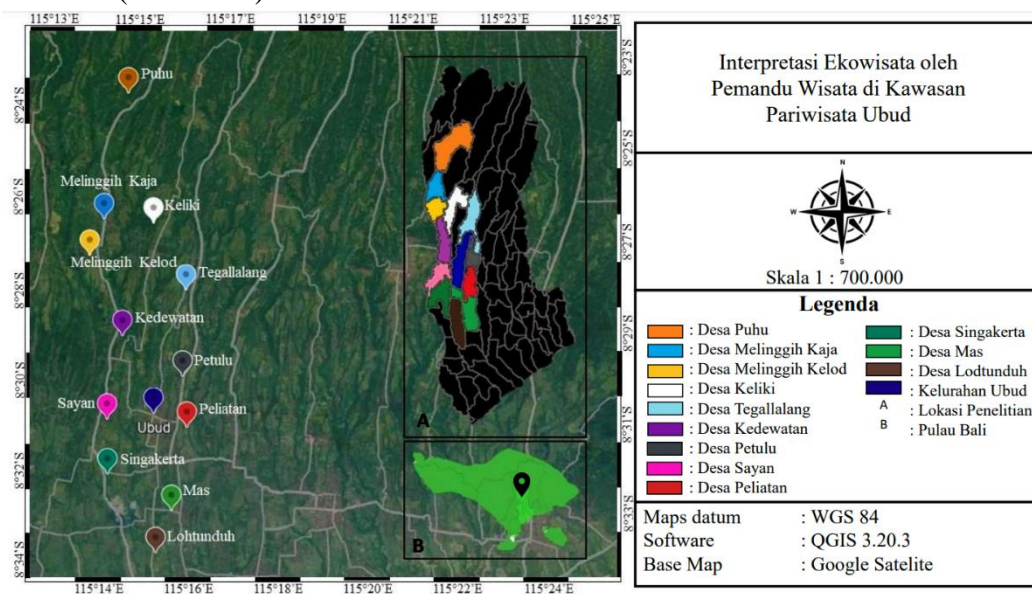 115°13'E 115°15'E 115°17'E 115°19'E 115°21'E 115°23'E 115°25'E
8°24'S
8°26'S
8°28'S
8°30'S
8°32'S
8°34'S
Puhu
Melinggih Kaja
Keliki
Melinggih Kelod
Tegallalang
Kedewatan
Petulu
Sayan
Peliatan
Ubud
Singakerta
Mas
Lohtunduh
A
B
8°23'S
8°25'S
8°27'S
8°29'S
8°31'S
8°33'S
115°14'E 115°16'E 115°20'E 115°22'E 115°24'E
Interpretasi Ekowisata oleh
Pemandu Wisata di Kawasan
Pariwisata Ubud
N
W E
S
Skala 1 : 700.000
Legenda
: Desa Puhu
: Desa Melinggih Kaja
: Desa Melinggih Kelod
: Desa Keliki
: Desa Tegallalang
: Desa Kedewatan
: Desa Petulu
: Desa Sayan
: Desa Peliatan
: Desa Singakerta
: Desa Mas
: Desa Lodtunduh
: Kelurahan Ubud
A : Lokasi Penelitian
B : Pulau Bali
Maps datum : WGS 84
Software : QGIS 3.20.3
Base Map : Google Satelite